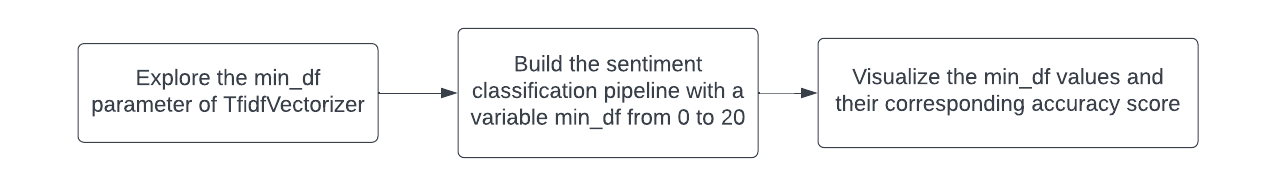 Explore the min_df
parameter of TfidfVectorizer
Build the sentiment
classification pipeline with a
variable min_df from 0 to 20
Visualize the min_df values and
their corresponding accuracy score